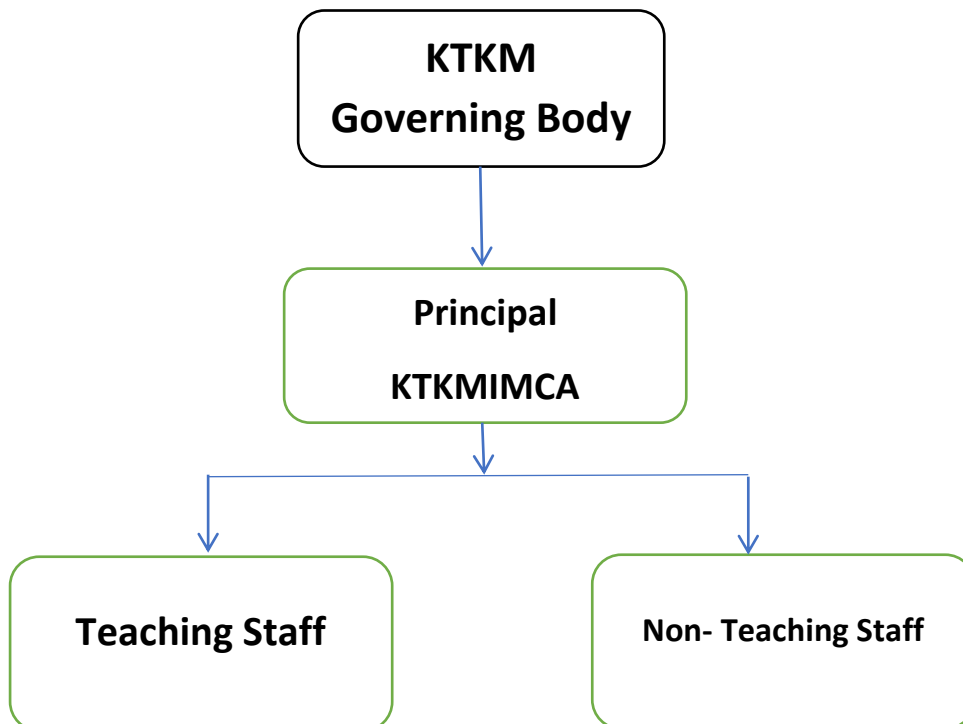 KTKM
Governing Body
Principal
KTKMIMCA
Teaching Staff
Non- Teaching Staff